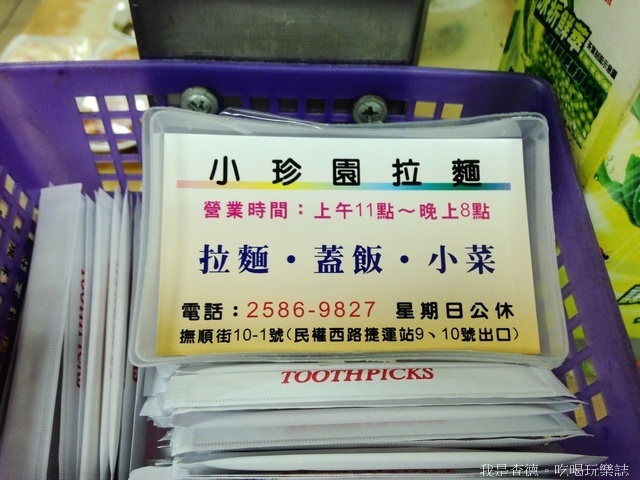 小珍園拉麵
營業時間：上午11點～晚上8點
拉麵・蓋飯・小菜
電話：2586-9827 星期日公休
撫順街10-1號(民權西路捷運站9、10號出口)
TOOTHPICKS
TOOTHPICKS
我是查德。吃喝玩樂誌